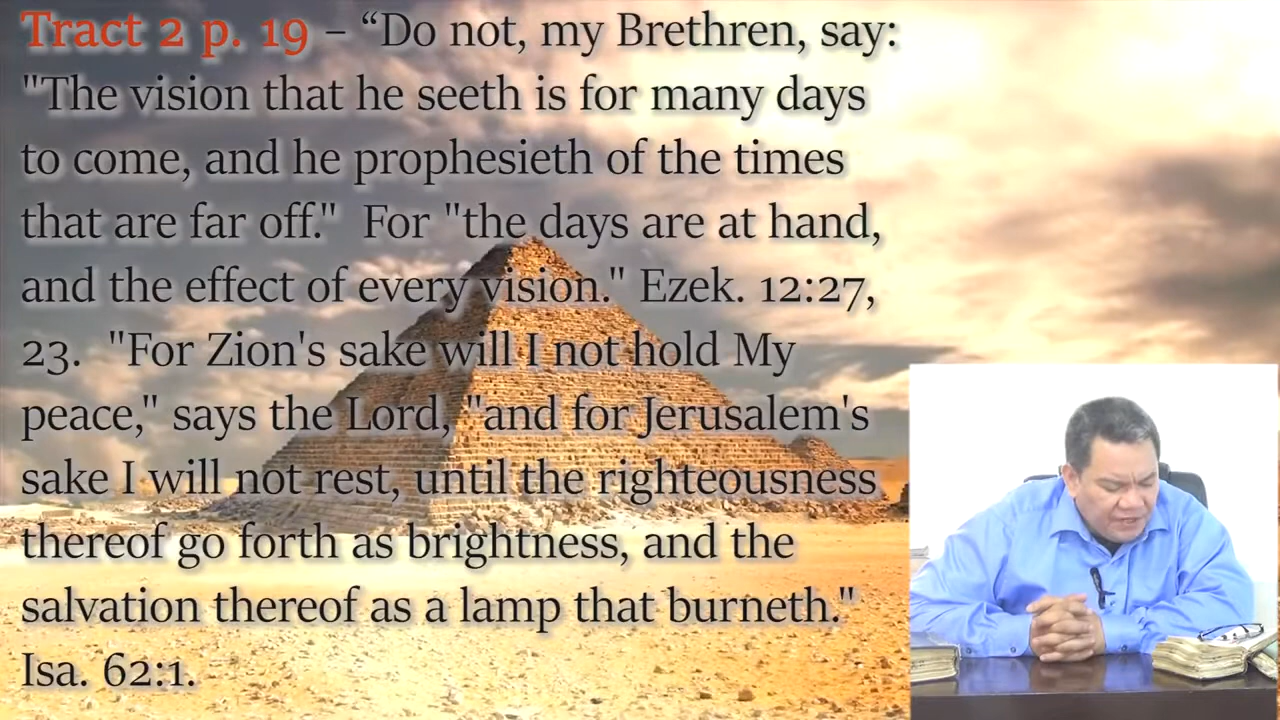 Tract 2 p. 19 – “Do not, my Brethren, say:
"The vision that he seeth is for many days
to come, and he prophesieth of the times
that are far off."  For "the days are at hand,
and the effect of every vision." Ezek. 12:27,
23.  "For Zion's sake will I not hold My
peace," says the Lord, "and for Jerusalem's
sake I will not rest, until the righteousness
thereof go forth as brightness, and the
salvation thereof as a lamp that burneth."
Isa. 62:1.